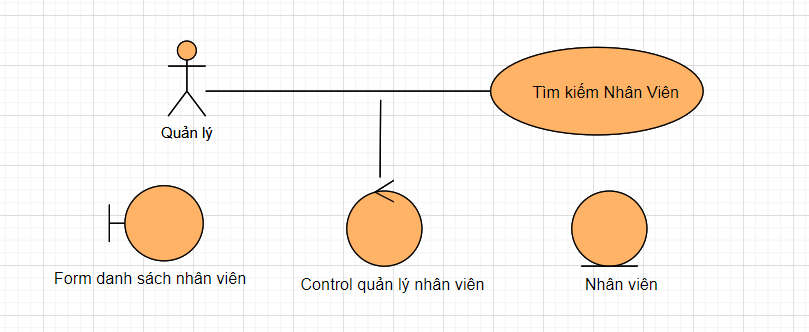 Tìm kiếm Nhân Viên
Quản lý
Form danh sách nhân viên
Control quản lý nhân viên
Nhân viên